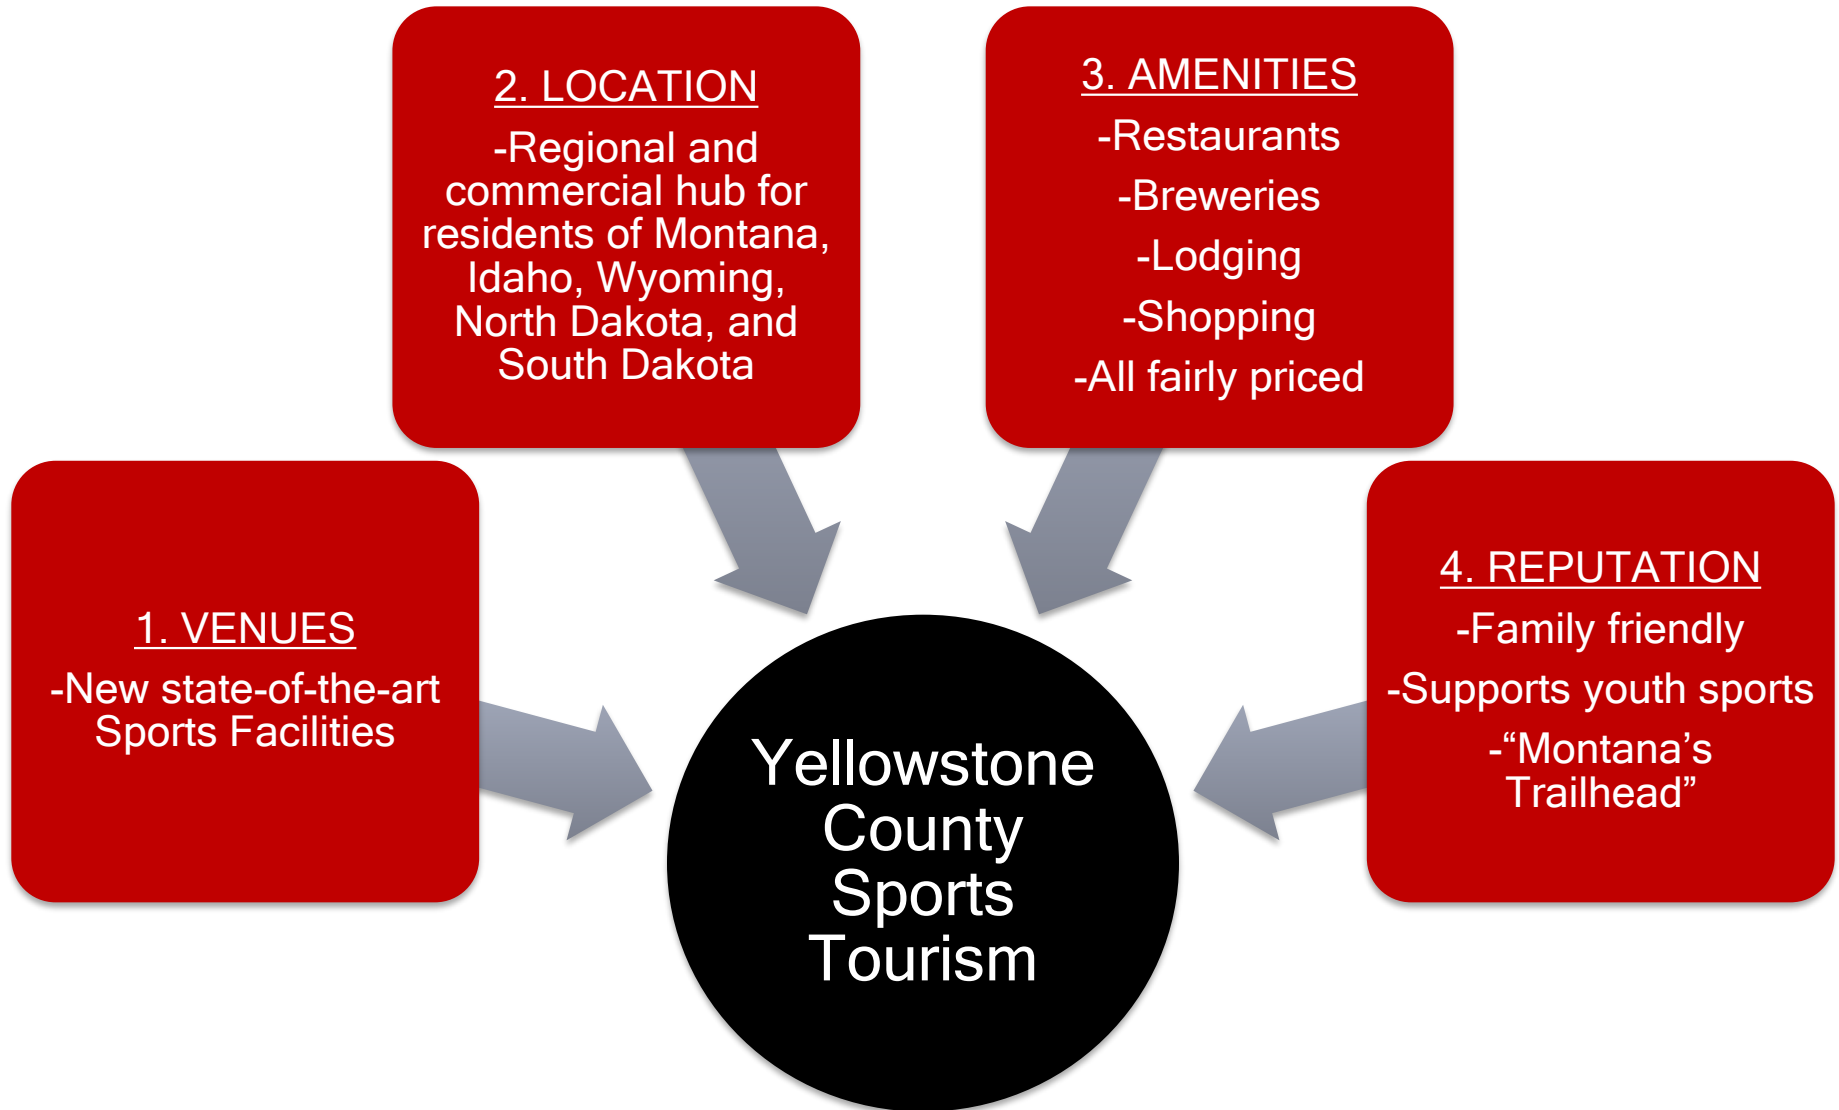 1. VENUES
-New state-of-the-art
Sports Facilities
2. LOCATION
-Regional and
commercial hub for
residents of Montana,
Idaho, Wyoming,
North Dakota, and
South Dakota
3. AMENITIES
-Restaurants
-Breweries
-Lodging
-Shopping
-All fairly priced
4. REPUTATION
-Family friendly
-Supports youth sports
-“Montana’s
Trailhead”
Yellowstone
County
Sports
Tourism